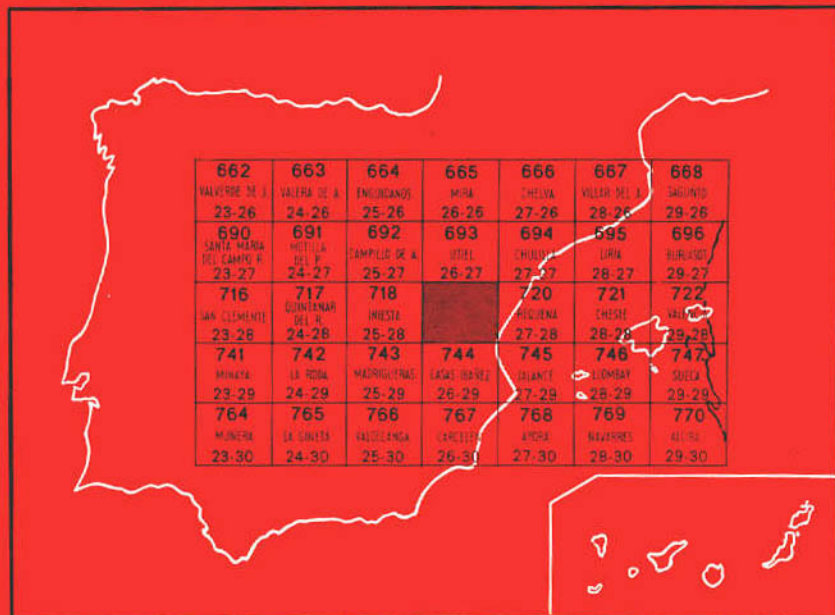 662 663 664 665 666 667 668
VALVERDE DE J. VALERA DE A. ENGUIDANOS MIRA CHELVA VILLAR DEL A. SAGUNTO
23-26 24-26 25-26 26-26 27-26 28-26 29-26
690 691 692 693 694 695 696
SANTA MARIA DEL CAMPO R. MOTILLA DEL P. CAMPILLO DE A. UTIEL CHULILLA LIRIA BURJASOT
23-27 24-27 25-27 26-27 27-27 28-27 29-27
716 717 718 720 721 722
SAN CLEMENTE QUINTANAR DEL R. INIESTA REQUENA CHESTE
23-28 24-28 25-28 27-28 28-28 29-28
741 742 743 744 745 746 747
MINAYA LA RODA MADRIGUERAS CASAS IBAÑEZ JALANCE LLOMBAY SUECA
23-29 24-29 25-29 26-29 27-29 28-29 29-29
764 765 766 767 768 769 770
MUNERA LA GINETA VALDEGANGA CARCELEN AYORA NAVARRES ALCIRA
23-30 24-30 25-30 26-30 27-30 28-30 29-30